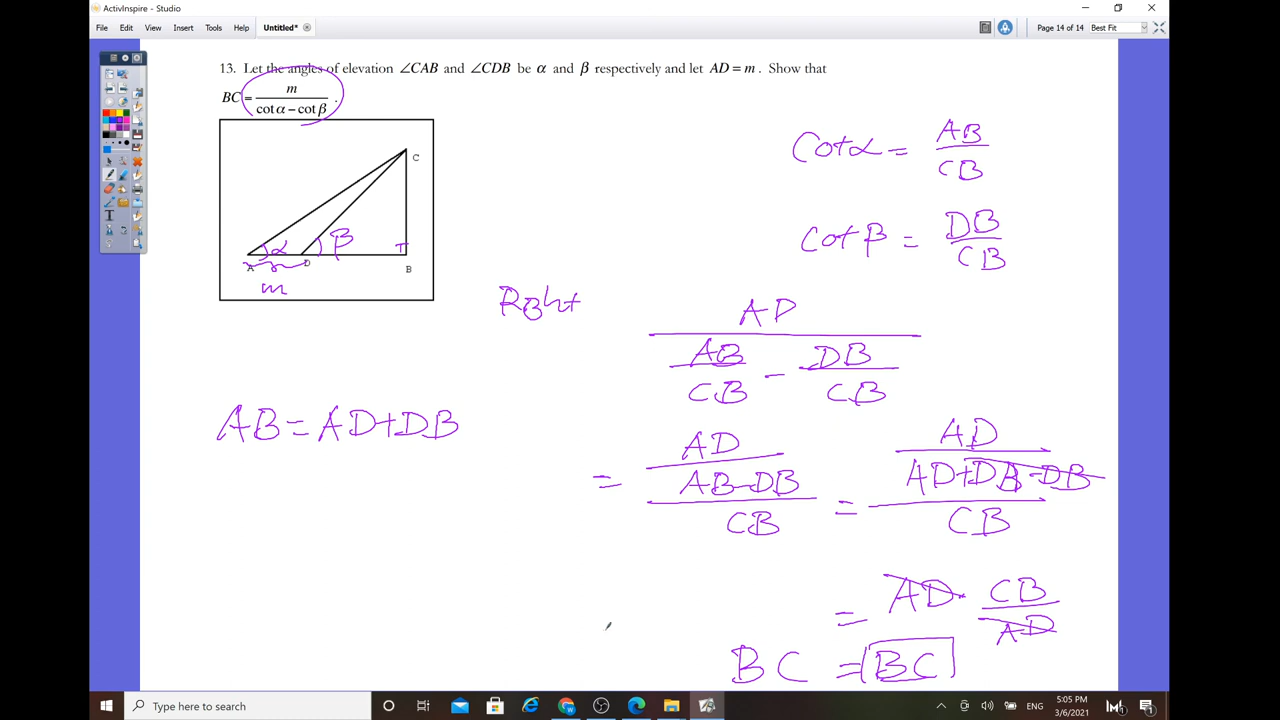 ActivInspire - Studio
File Edit View Insert Tools Help Untitled* Page 14 of 14 Best Fit
13. Let the angles of elevation ∠CAB and ∠CDB be α and β respectively and let AD = m . Show that
BC = m / (cot α − cot β) .
C
α β
A D B
m
Cot α = AB / CB
Cot β = DB / CB
Right
AD / (AB / CB − DB / CB)
AB = AD + DB
= AD / ((AB − DB) / CB) = AD / ((AD + DB − DB) / CB)
= AD · CB / AD
BC = BC
Type here to search
5:05 PM
3/6/2021